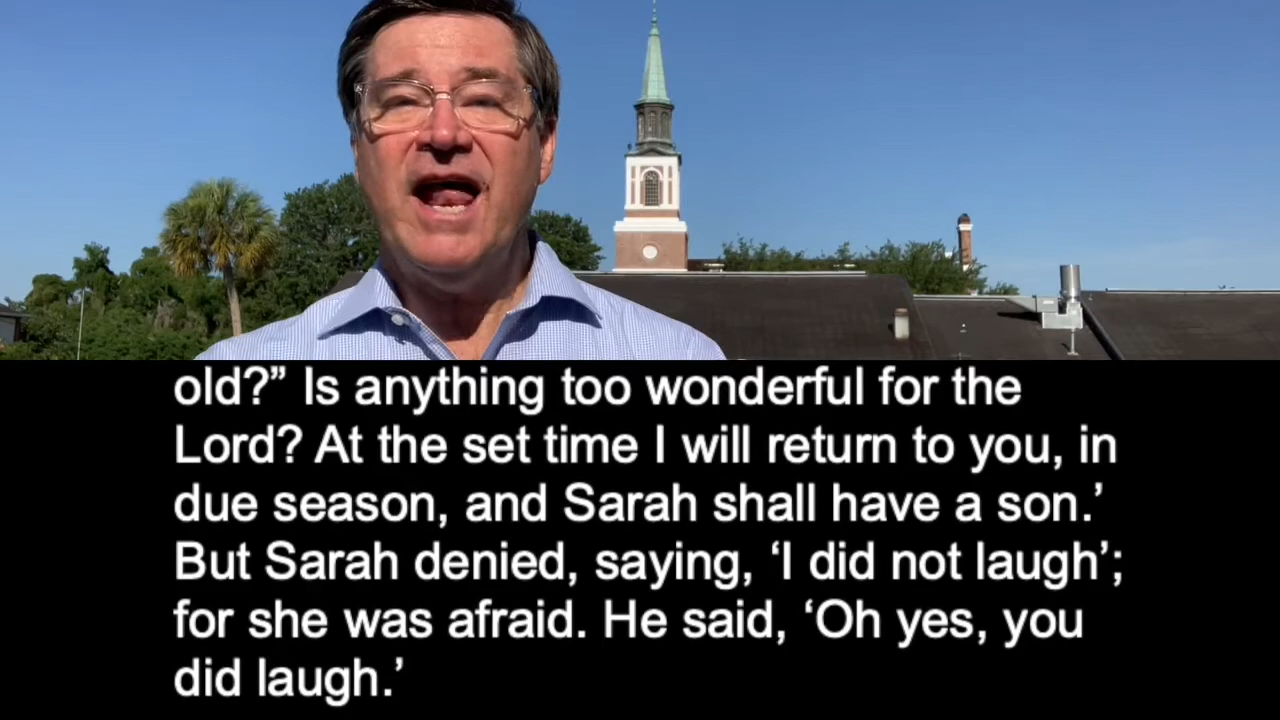 old?” Is anything too wonderful for the
Lord? At the set time I will return to you, in
due season, and Sarah shall have a son.’
But Sarah denied, saying, ‘I did not laugh’;
for she was afraid. He said, ‘Oh yes, you
did laugh.’